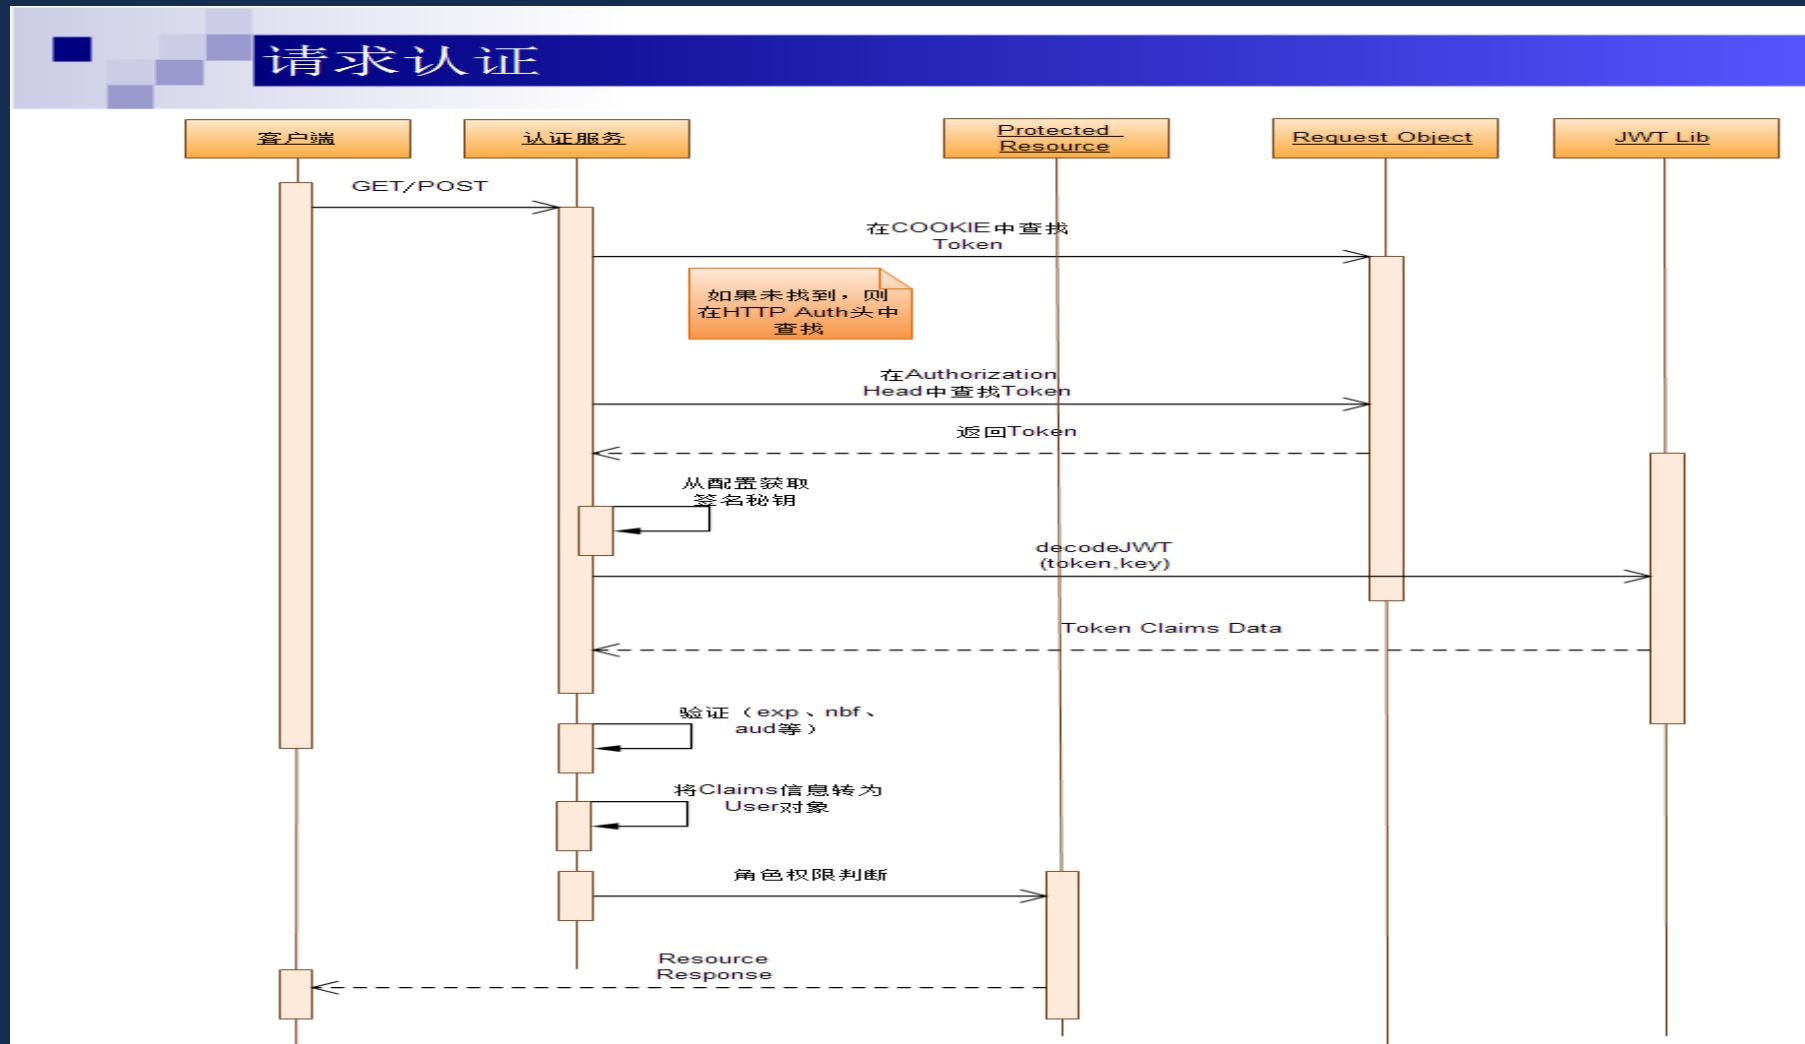 请求认证
客户端
认证服务
Protected
Resource
Request Object
JWT Lib
GET/POST
在COOKIE中查找
Token
如果未找到，则
在HTTP Auth头中
查找
在Authorization
Head中查找Token
返回Token
从配置获取
签名秘钥
decodeJWT
(token,key)
Token Claims Data
验证（exp、nbf、
aud等）
将Claims信息转为
User对象
角色权限判断
Resource
Response